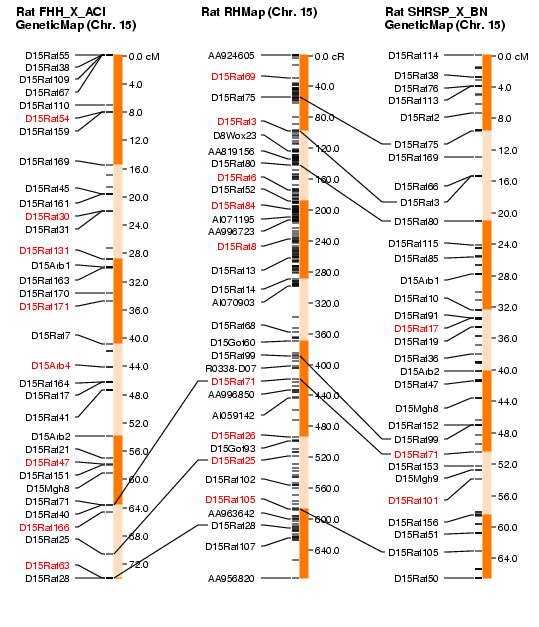 Rat FHH_X_ACI
GeneticMap (Chr. 15)
D15Rat55
D15Rat38
D15Rat109
D15Rat67
D15Rat110
D15Rat54
D15Rat159
D15Rat169
D15Rat45
D15Rat161
D15Rat30
D15Rat31
D15Rat131
D15Arb1
D15Rat163
D15Rat170
D15Rat171
D15Rat7
D15Arb4
D15Rat164
D15Rat17
D15Rat41
D15Arb2
D15Rat21
D15Rat47
D15Rat151
D15Mgh8
D15Rat71
D15Rat40
D15Rat166
D15Rat25
D15Rat63
D15Rat28
0.0 cM
4.0
8.0
12.0
16.0
20.0
24.0
28.0
32.0
36.0
40.0
44.0
48.0
52.0
56.0
60.0
64.0
68.0
72.0
Rat RHMap (Chr. 15)
AA924605
D15Rat69
D15Rat75
D15Rat3
D8Wox23
AA819156
D15Rat80
D15Rat6
D15Rat52
D15Rat84
AI071195
AA996723
D15Rat8
D15Rat13
D15Rat14
AI070903
D15Rat68
D15Got60
D15Rat99
R0338-D07
D15Rat71
AA996850
AI059142
D15Rat26
D15Got93
D15Rat25
D15Rat102
D15Rat105
AA963642
D15Rat28
D15Rat107
AA956820
0.0 cR
40.0
80.0
120.0
160.0
200.0
240.0
280.0
320.0
360.0
400.0
440.0
480.0
520.0
560.0
600.0
640.0
Rat SHRSP_X_BN
GeneticMap (Chr. 15)
D15Rat114
D15Rat38
D15Rat76
D15Rat113
D15Rat2
D15Rat75
D15Rat169
D15Rat66
D15Rat3
D15Rat80
D15Rat115
D15Rat85
D15Arb1
D15Rat10
D15Rat91
D15Rat17
D15Rat19
D15Rat36
D15Arb2
D15Rat47
D15Mgh8
D15Rat152
D15Rat99
D15Rat71
D15Rat153
D15Mgh9
D15Rat101
D15Rat156
D15Rat51
D15Rat105
D15Rat50
0.0 cM
4.0
8.0
12.0
16.0
20.0
24.0
28.0
32.0
36.0
40.0
44.0
48.0
52.0
56.0
60.0
64.0